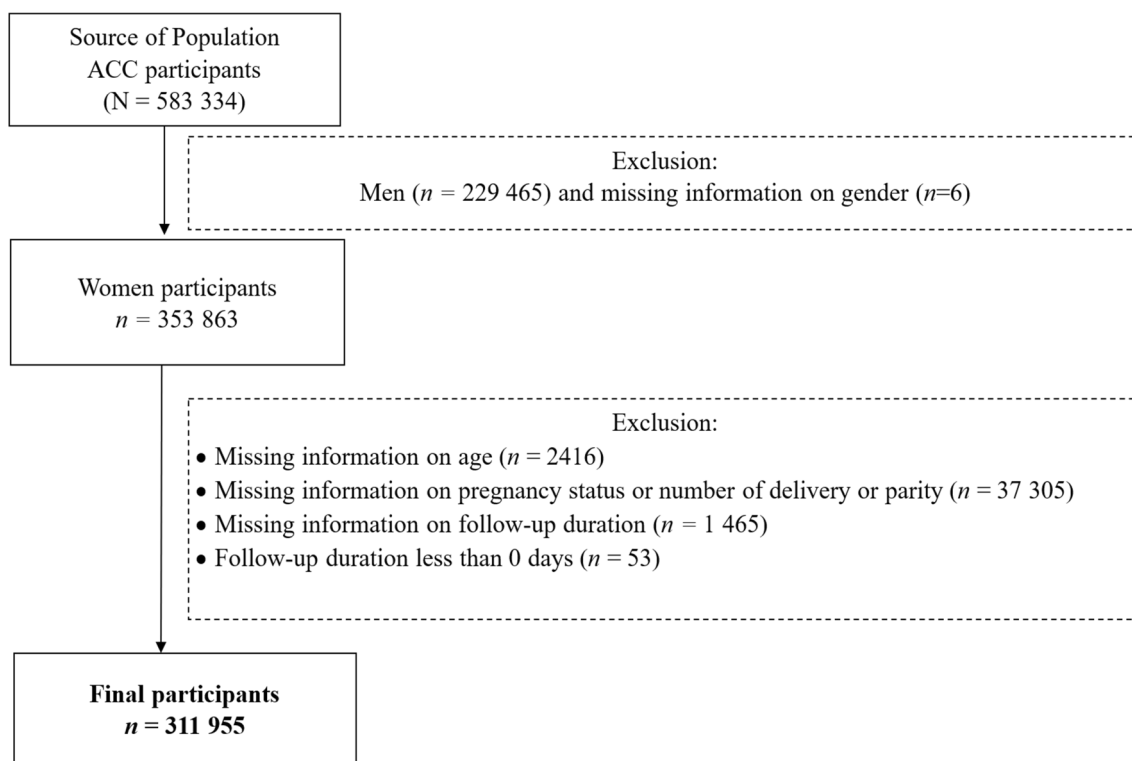 Source of Population
ACC participants
(N = 583 334)
Exclusion:
Men (n = 229 465) and missing information on gender (n=6)
Women participants
n = 353 863
Exclusion:
• Missing information on age (n = 2416)
• Missing information on pregnancy status or number of delivery or parity (n = 37 305)
• Missing information on follow-up duration (n = 1 465)
• Follow-up duration less than 0 days (n = 53)
Final participants
n = 311 955